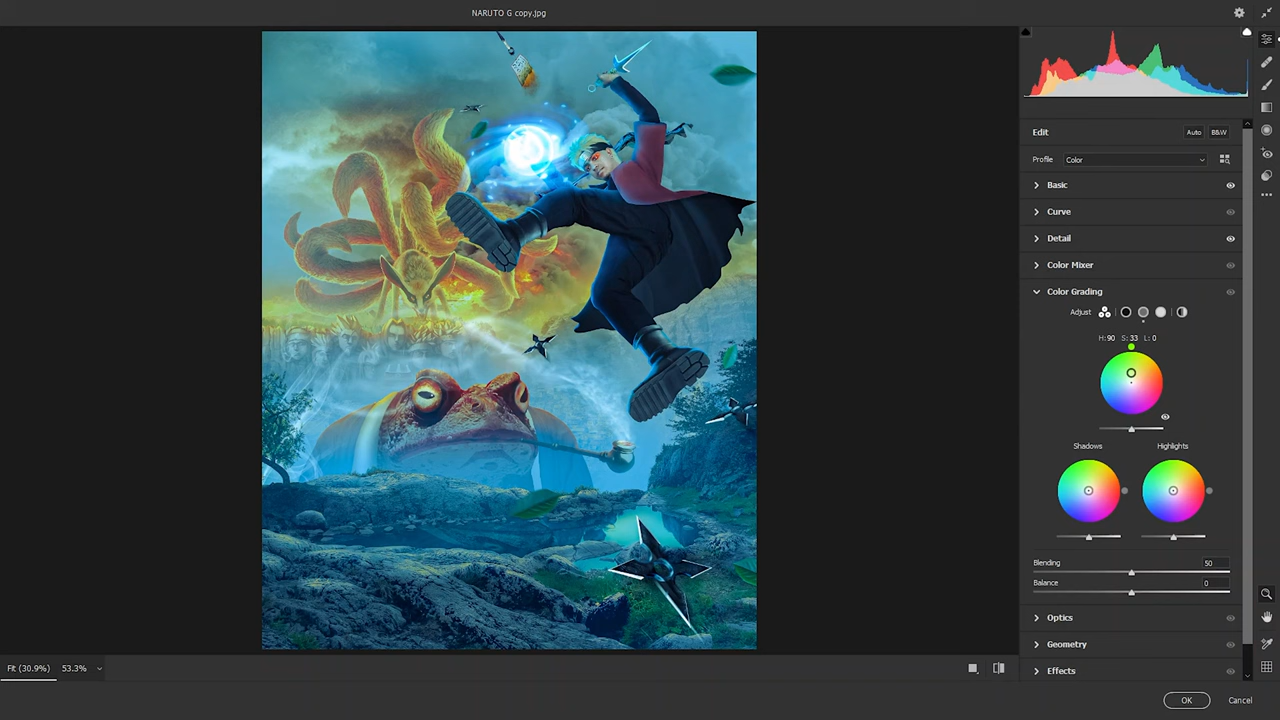 NARUTO G copy.jpg
Edit
Auto
B&W
Profile
Color
Basic
Curve
Detail
Color Mixer
Color Grading
Adjust
H: 90 S: 33 L: 0
Shadows
Highlights
Blending
50
Balance
0
Optics
Geometry
Effects
Fit (30.9%)
53.3%
OK
Cancel